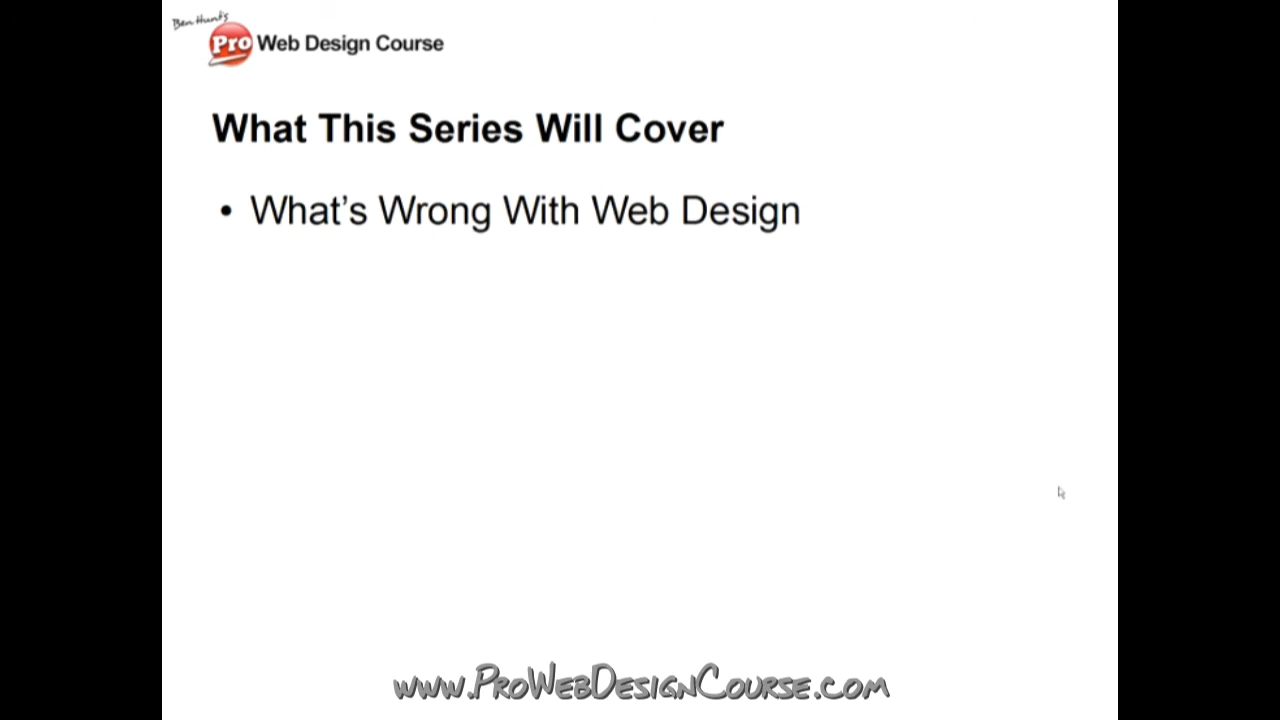 Ben Hunt's
Pro Web Design Course
What This Series Will Cover
• What's Wrong With Web Design
www.ProWebDesignCourse.com